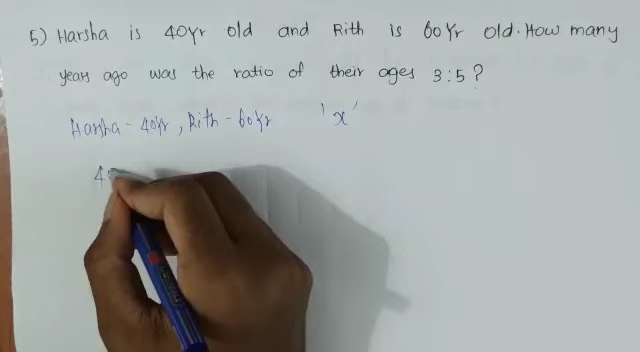 5) Harsha is 40yr old and Rith is 60Yr old. How many
years ago was the ratio of their ages 3:5?
Harsha - 40Yr, Rith - 60Yr 'x'